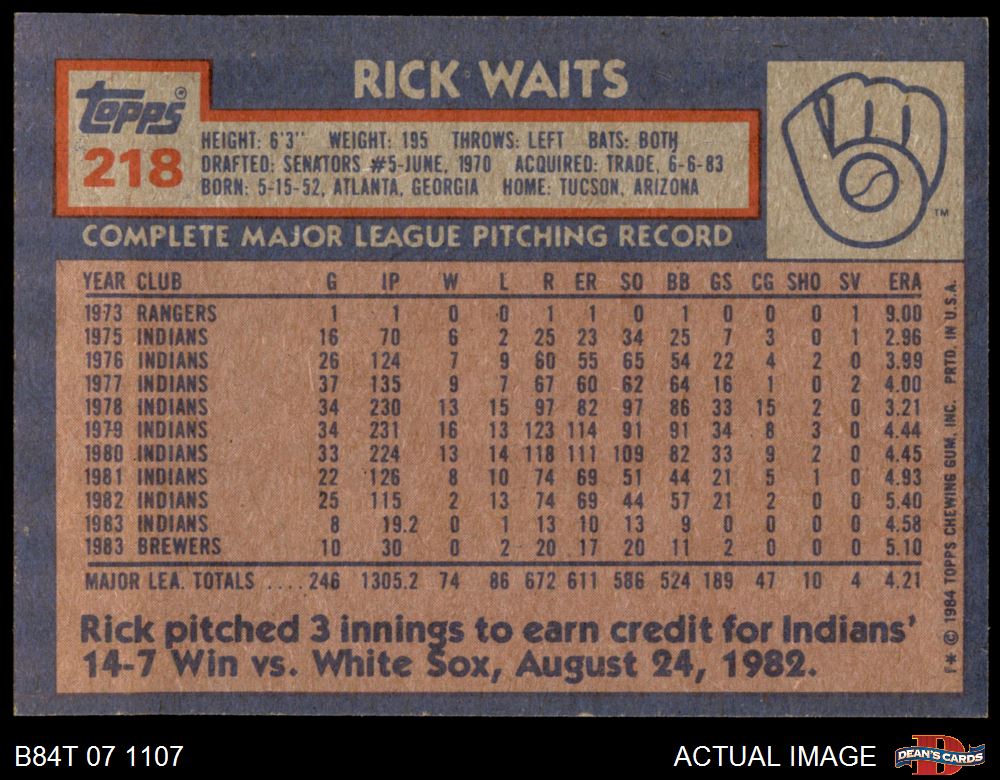 RICK WAITS
TOPPS®
218
HEIGHT: 6'3" WEIGHT: 195 THROWS: LEFT BATS: BOTH
DRAFTED: SENATORS #5-JUNE, 1970 ACQUIRED: TRADE, 6-6-83
BORN: 5-15-52, ATLANTA, GEORGIA HOME: TUCSON, ARIZONA
TM
COMPLETE MAJOR LEAGUE PITCHING RECORD
YEAR CLUB G IP W L R ER SO BB GS CG SHO SV ERA
1973 RANGERS 1 1 0 0 1 1 0 1 0 0 0 1 9.00
1975 INDIANS 16 70 6 2 25 23 34 25 7 3 0 1 2.96
1976 INDIANS 26 124 7 9 60 55 65 54 22 4 2 0 3.99
1977 INDIANS 37 135 9 7 67 60 62 64 16 1 0 2 4.00
1978 INDIANS 34 230 13 15 97 82 97 86 33 15 2 0 3.21
1979 INDIANS 34 231 16 13 123 114 91 91 34 8 3 0 4.44
1980 INDIANS 33 224 13 14 118 111 109 82 33 9 2 0 4.45
1981 INDIANS 22 126 8 10 74 69 51 44 21 5 1 0 4.93
1982 INDIANS 25 115 2 13 74 69 44 57 21 2 0 0 5.40
1983 INDIANS 8 19.2 0 1 13 10 13 9 0 0 0 0 4.58
1983 BREWERS 10 30 0 2 20 17 20 11 2 0 0 0 5.10
MAJOR LEA. TOTALS .... 246 1305.2 74 86 672 611 586 524 189 47 10 4 4.21
Rick pitched 3 innings to earn credit for Indians'
14-7 Win vs. White Sox, August 24, 1982.
F* © 1984 TOPPS CHEWING GUM, INC. PRTD. IN U.S.A.
B84T 07 1107
ACTUAL IMAGE
DEAN'S CARDS